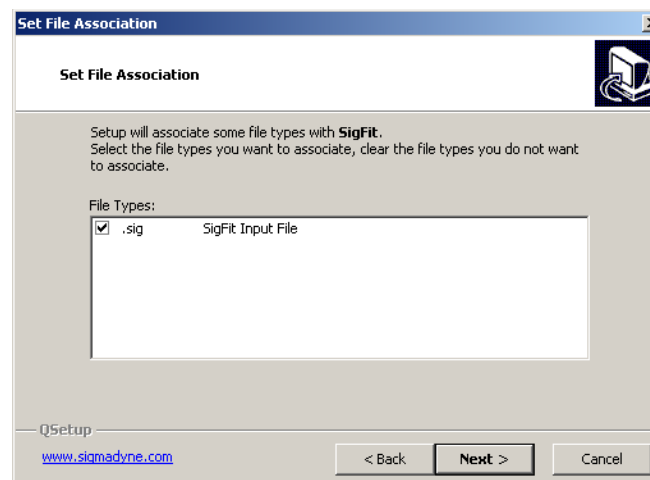 Set File Association
Set File Association
Setup will associate some file types with SigFit.
Select the file types you want to associate, clear the file types you do not want
to associate.
File Types:
.sig SigFit Input File
QSetup
www.sigmadyne.com
< Back Next > Cancel